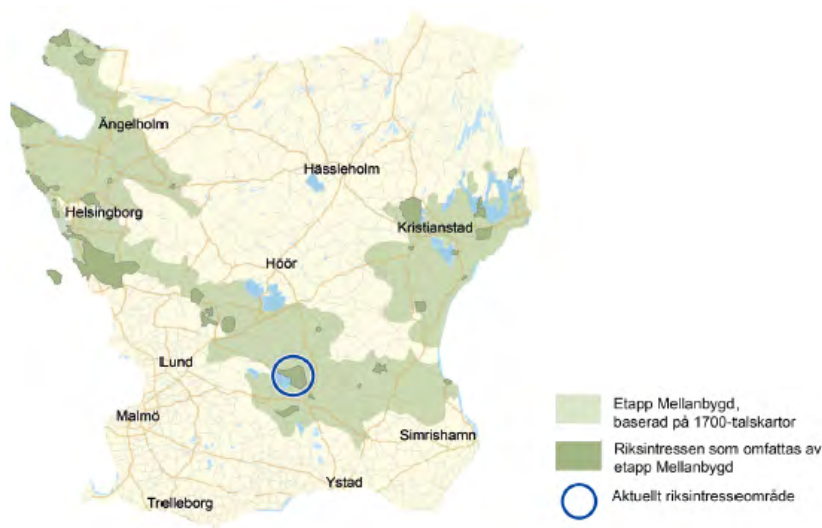 Ängelholm
Hässleholm
Helsingborg
Kristianstad
Höör
Lund
Malmö
Simrishamn
Ystad
Trelleborg
Etapp Mellanbygd,
baserad på 1700-talskartor
Riksintressen som omfattas av
etapp Mellanbygd
Aktuellt riksintresseområde